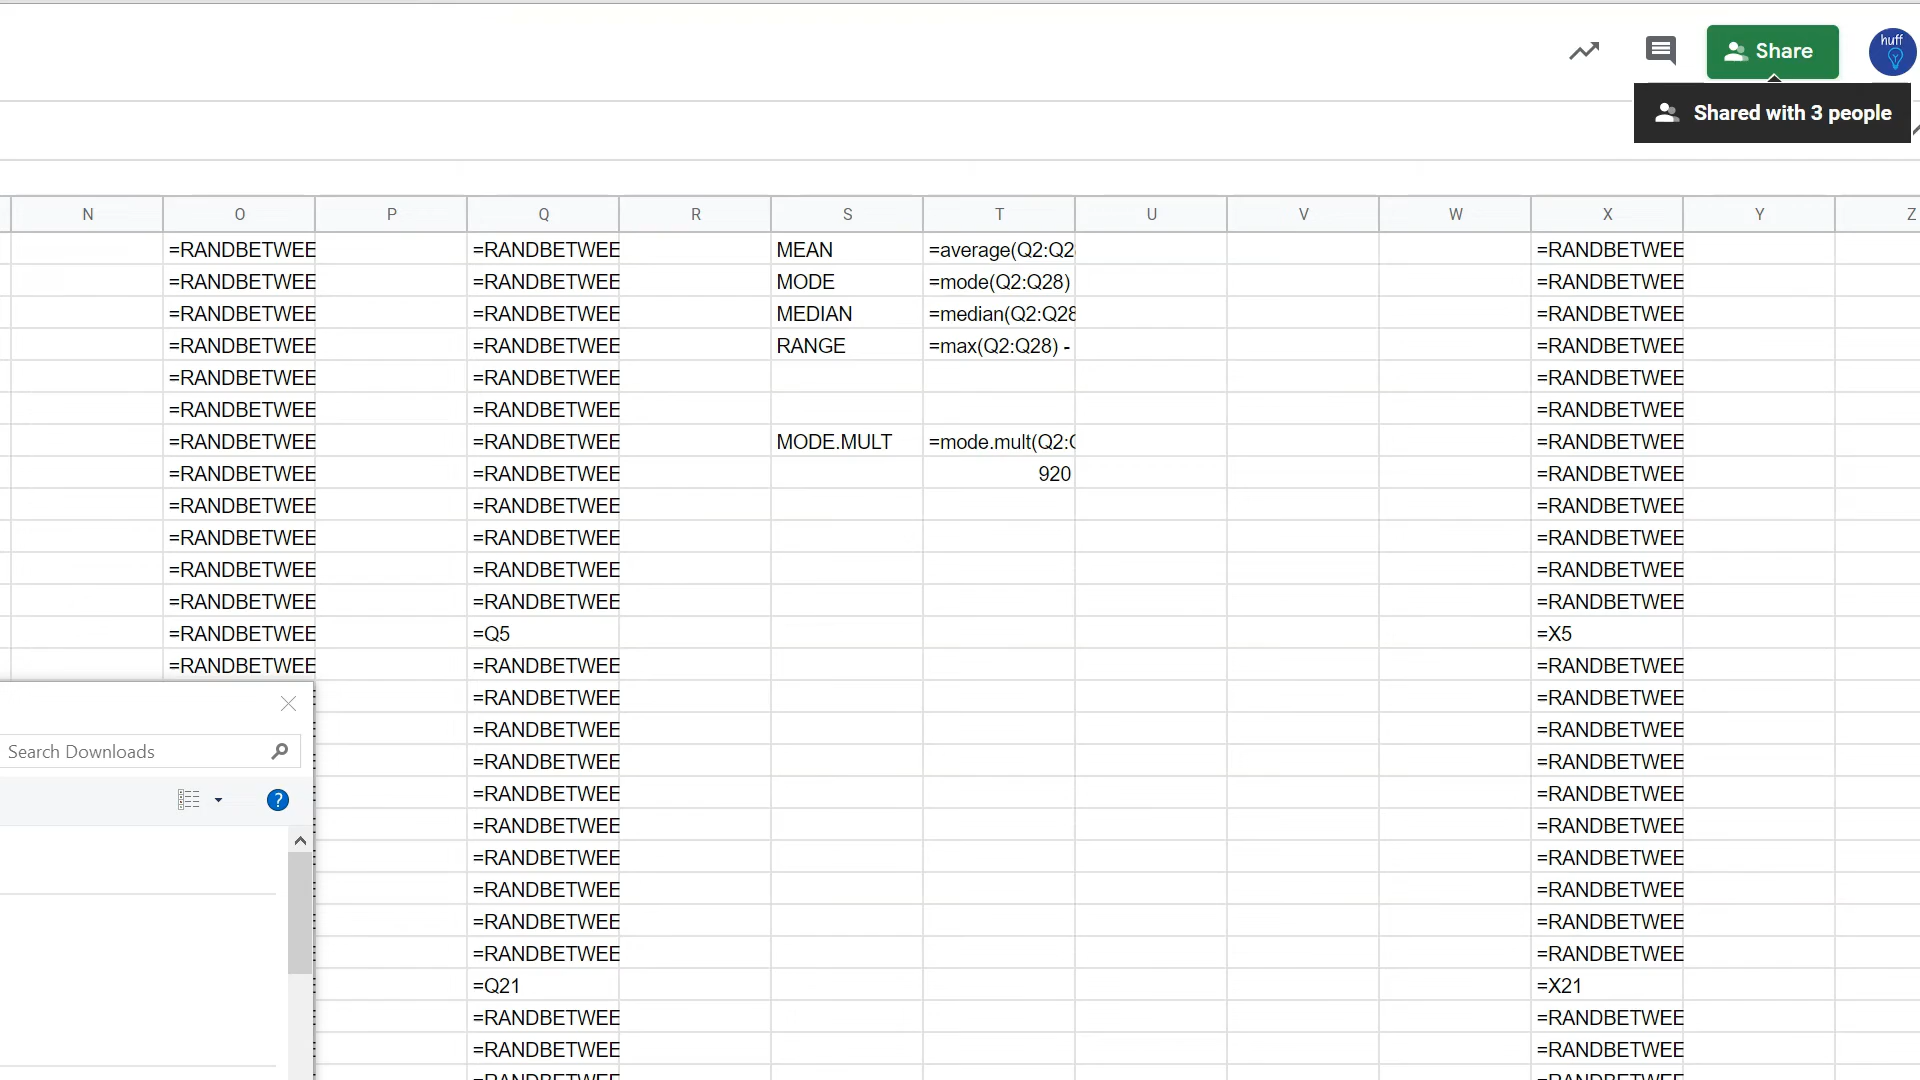 huff
Share
Shared with 3 people
N O P Q R S T U V W X Y Z
=RANDBETWEE =RANDBETWEE MEAN =average(Q2:Q2 =RANDBETWEE
=RANDBETWEE =RANDBETWEE MODE =mode(Q2:Q28) =RANDBETWEE
=RANDBETWEE =RANDBETWEE MEDIAN =median(Q2:Q28 =RANDBETWEE
=RANDBETWEE =RANDBETWEE RANGE =max(Q2:Q28) - =RANDBETWEE
=RANDBETWEE =RANDBETWEE =RANDBETWEE
=RANDBETWEE =RANDBETWEE =RANDBETWEE
=RANDBETWEE =RANDBETWEE MODE.MULT =mode.mult(Q2:Q =RANDBETWEE
=RANDBETWEE =RANDBETWEE 920 =RANDBETWEE
=RANDBETWEE =RANDBETWEE =RANDBETWEE
=RANDBETWEE =RANDBETWEE =RANDBETWEE
=RANDBETWEE =RANDBETWEE =RANDBETWEE
=RANDBETWEE =RANDBETWEE =RANDBETWEE
=RANDBETWEE =Q5 =X5
=RANDBETWEE =RANDBETWEE =RANDBETWEE
=RANDBETWEE =RANDBETWEE
=RANDBETWEE =RANDBETWEE
Search Downloads =RANDBETWEE =RANDBETWEE
? =RANDBETWEE =RANDBETWEE
=RANDBETWEE =RANDBETWEE
=RANDBETWEE =RANDBETWEE
=RANDBETWEE =RANDBETWEE
=RANDBETWEE =RANDBETWEE
=RANDBETWEE =RANDBETWEE
=Q21 =X21
=RANDBETWEE =RANDBETWEE
=RANDBETWEE =RANDBETWEE